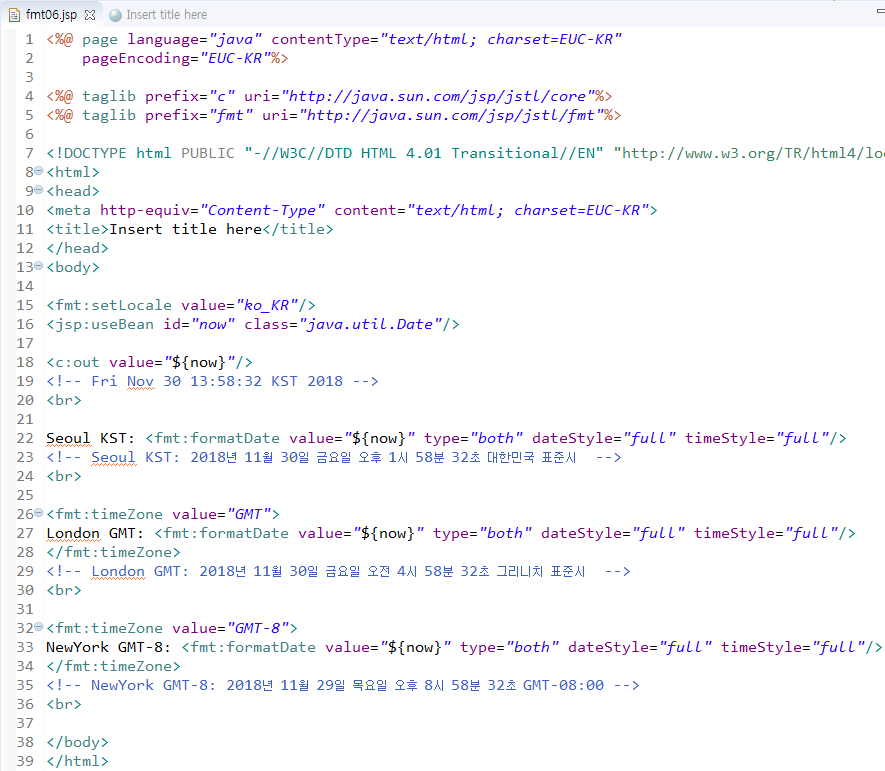 fmt06.jsp Insert title here
1 <%@ page language="java" contentType="text/html; charset=EUC-KR"
2     pageEncoding="EUC-KR"%>
3
4 <%@ taglib prefix="c" uri="http://java.sun.com/jsp/jstl/core"%>
5 <%@ taglib prefix="fmt" uri="http://java.sun.com/jsp/jstl/fmt"%>
6
7 <!DOCTYPE html PUBLIC "-//W3C//DTD HTML 4.01 Transitional//EN" "http://www.w3.org/TR/html4/loo
8 <html>
9 <head>
10 <meta http-equiv="Content-Type" content="text/html; charset=EUC-KR">
11 <title>Insert title here</title>
12 </head>
13 <body>
14
15 <fmt:setLocale value="ko_KR"/>
16 <jsp:useBean id="now" class="java.util.Date"/>
17
18 <c:out value="${now}"/>
19 <!-- Fri Nov 30 13:58:32 KST 2018 -->
20 <br>
21
22 Seoul KST: <fmt:formatDate value="${now}" type="both" dateStyle="full" timeStyle="full"/>
23 <!-- Seoul KST: 2018년 11월 30일 금요일 오후 1시 58분 32초 대한민국 표준시  -->
24 <br>
25
26 <fmt:timeZone value="GMT">
27 London GMT: <fmt:formatDate value="${now}" type="both" dateStyle="full" timeStyle="full"/>
28 </fmt:timeZone>
29 <!-- London GMT: 2018년 11월 30일 금요일 오전 4시 58분 32초 그리니치 표준시  -->
30 <br>
31
32 <fmt:timeZone value="GMT-8">
33 NewYork GMT-8: <fmt:formatDate value="${now}" type="both" dateStyle="full" timeStyle="full"/>
34 </fmt:timeZone>
35 <!-- NewYork GMT-8: 2018년 11월 29일 목요일 오후 8시 58분 32초 GMT-08:00 -->
36 <br>
37
38 </body>
39 </html>